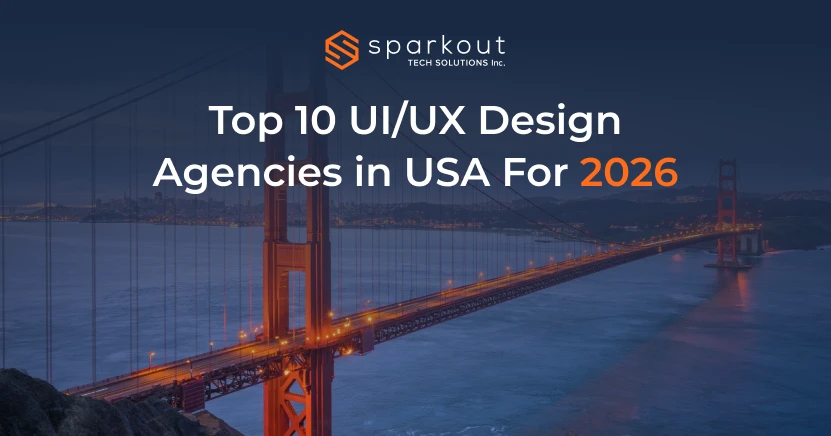 sparkout
TECH SOLUTIONS Inc.
Top 10 UI/UX Design
Agencies in USA For 2026